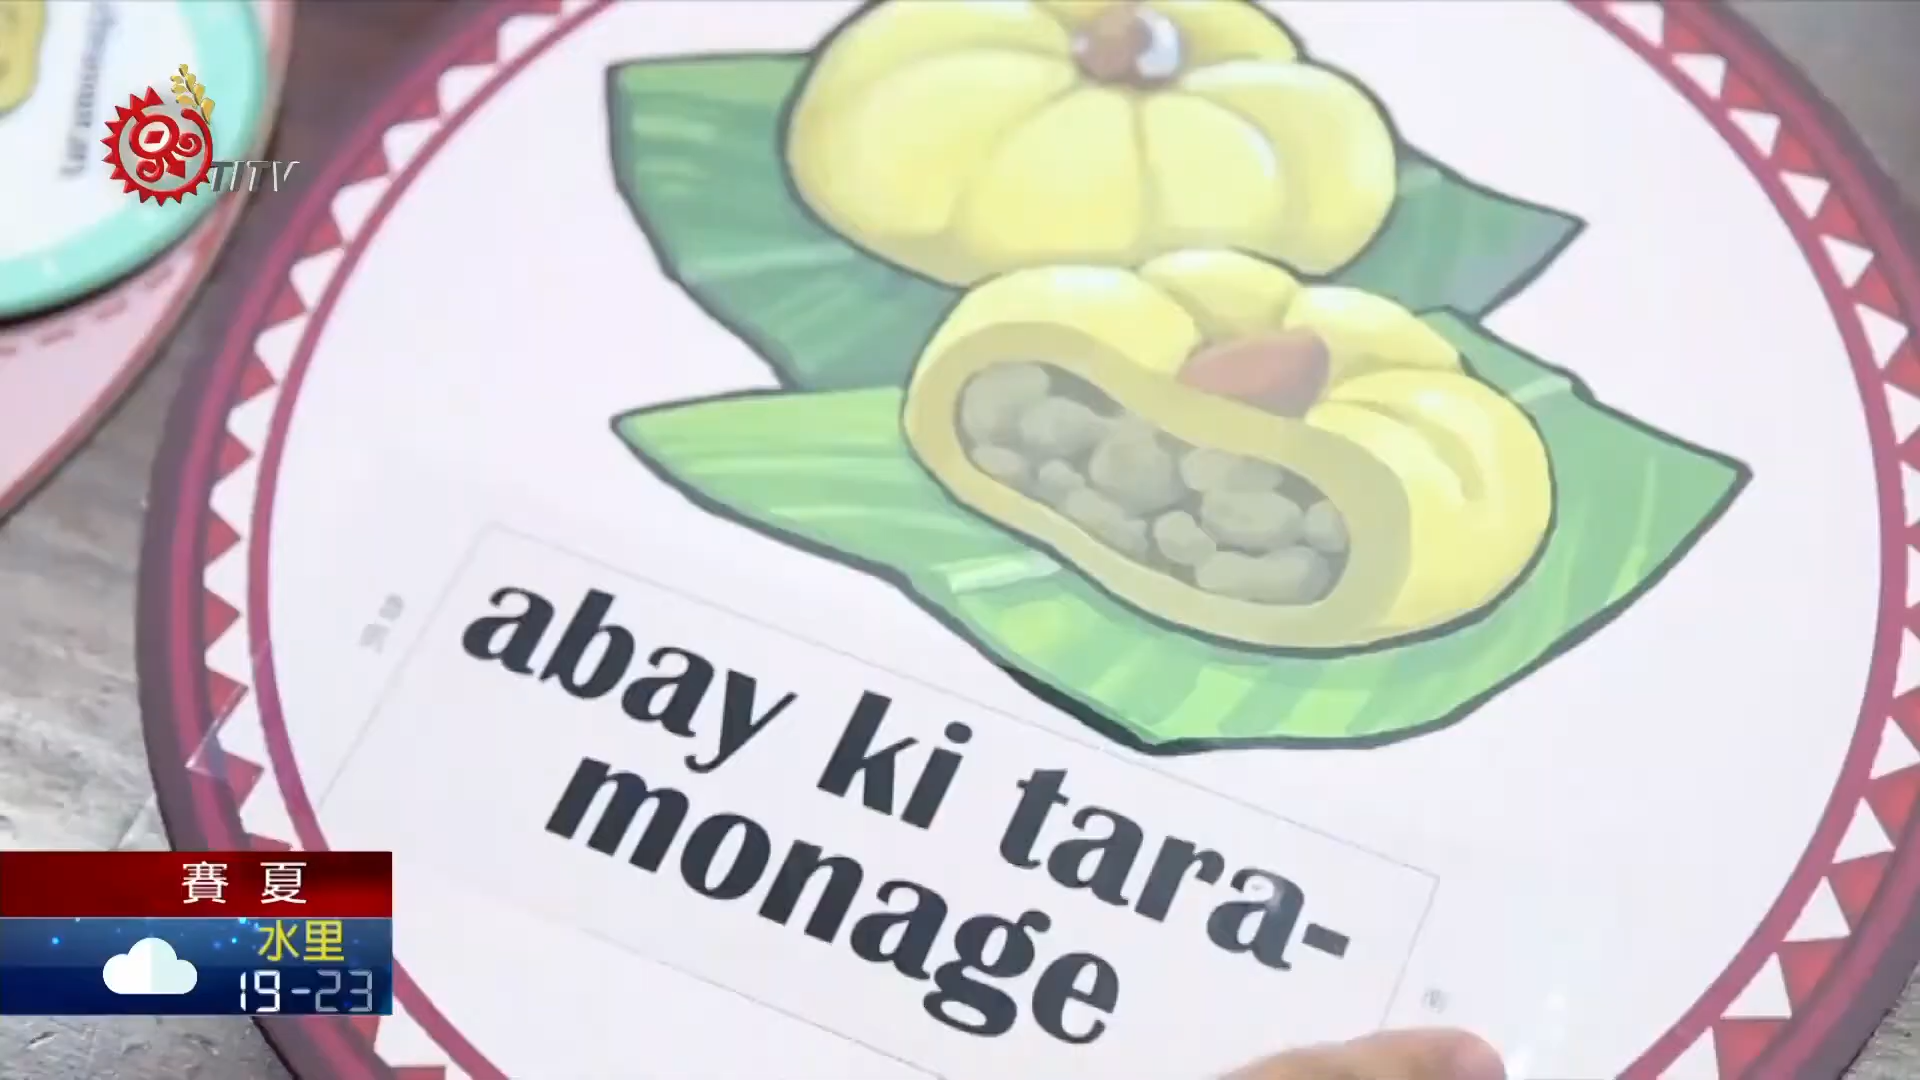 TITV
abay ki tara-
monage
賽夏
水里
19-23